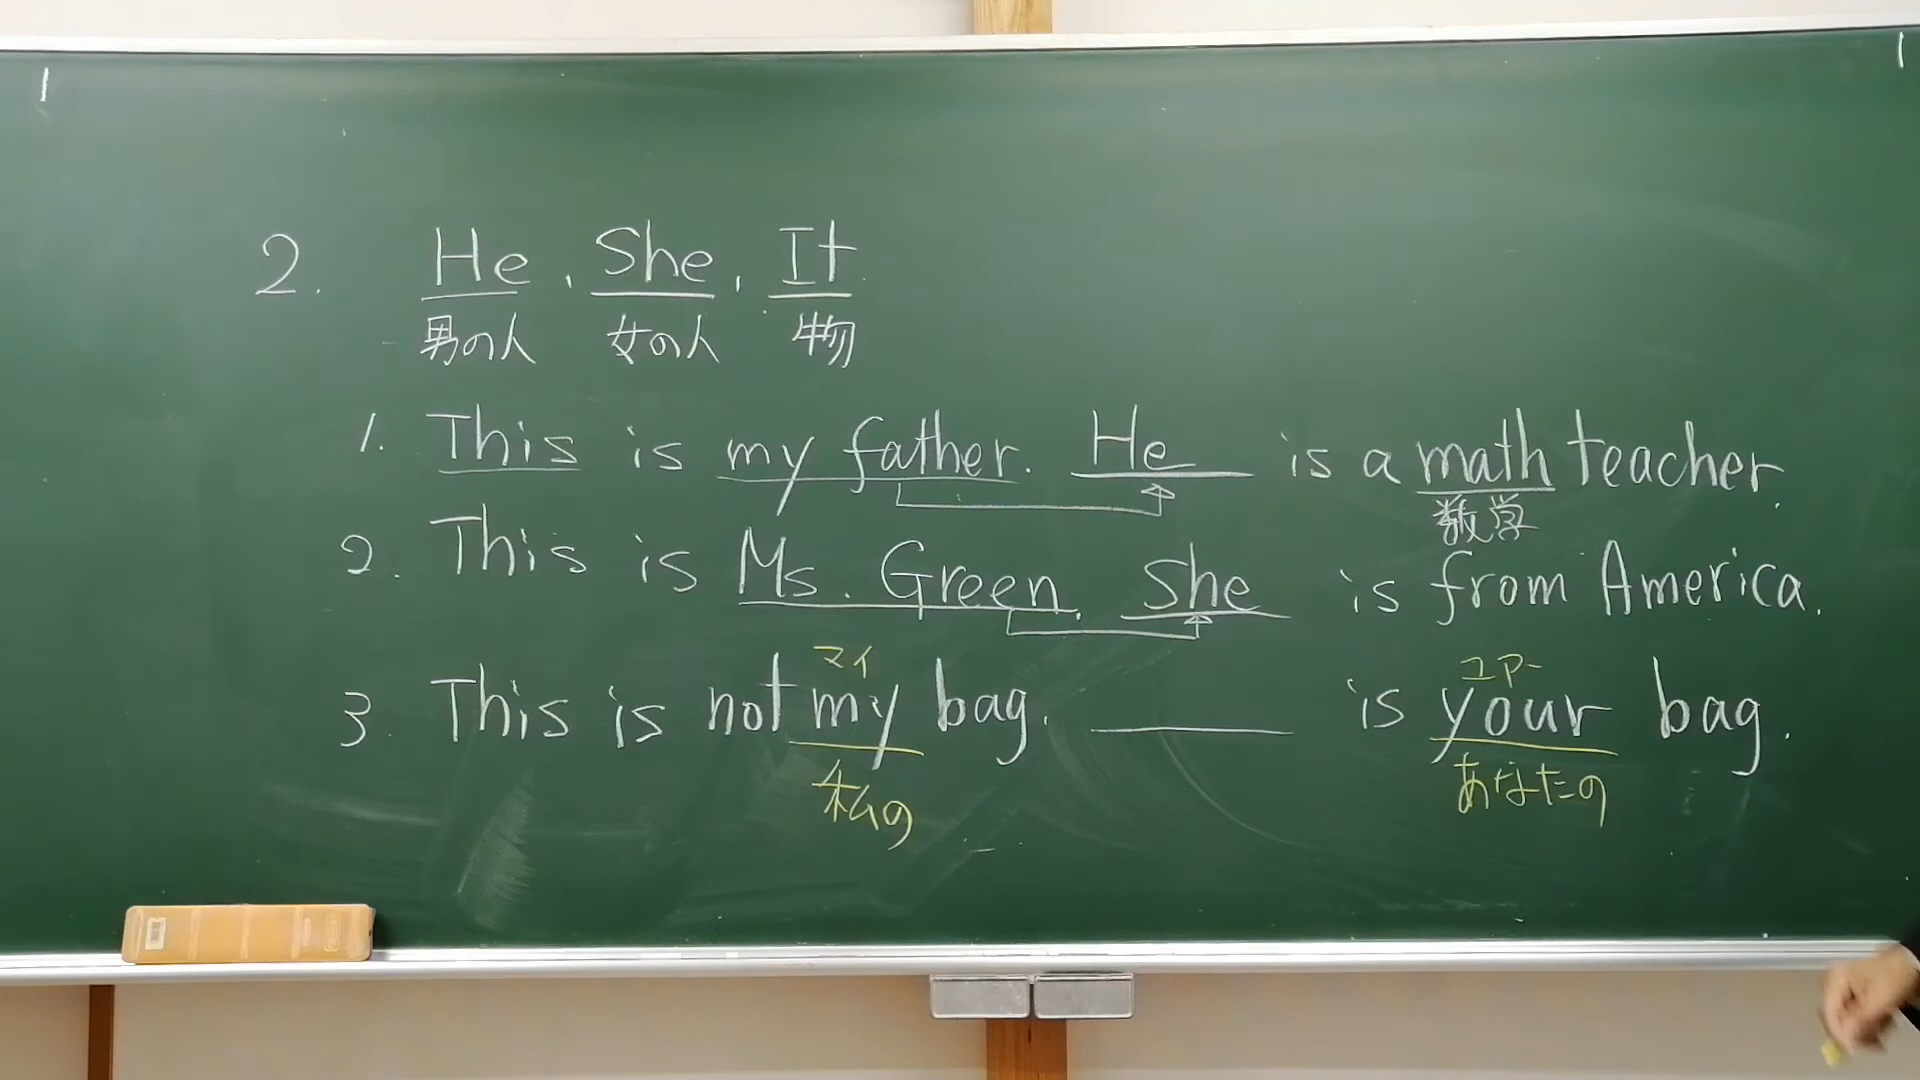 2. He, She, It
男の人 女の人 物
1. This is my father. He is a math teacher.
数学
2. This is Ms. Green. She is from America.
マイ ユアー
3. This is not my bag. ______ is your bag.
私の あなたの